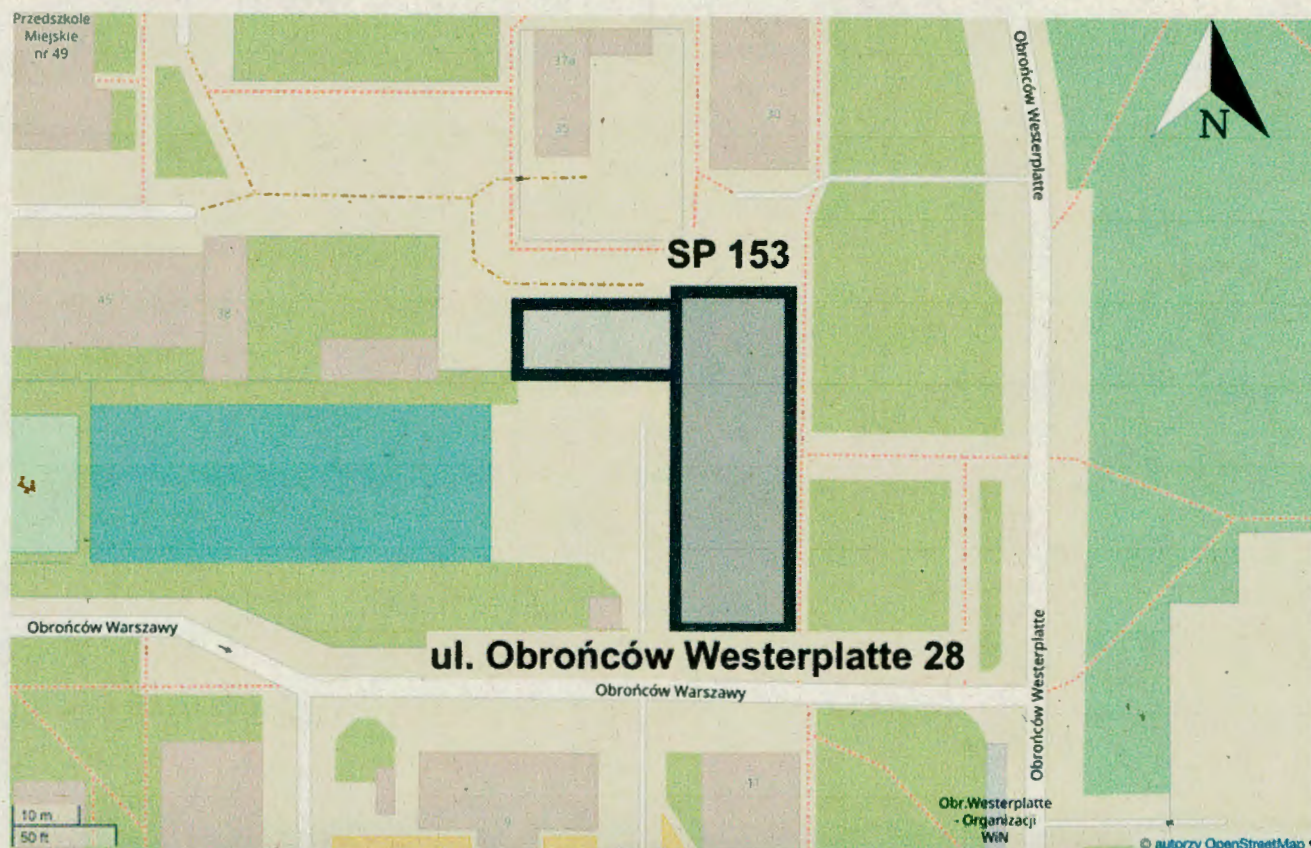 Przedszkole
Miejskie
nr 49
37a
35
30
Obrońców Westerplatte
N
SP 153
45
38
Obrońców Warszawy
ul. Obrońców Westerplatte 28
Obrońców Warszawy
Obrońców Westerplatte
9
11
Obr.Westerplatte
- Organizacji
WiN
10 m
50 ft
© autorzy OpenStreetMap